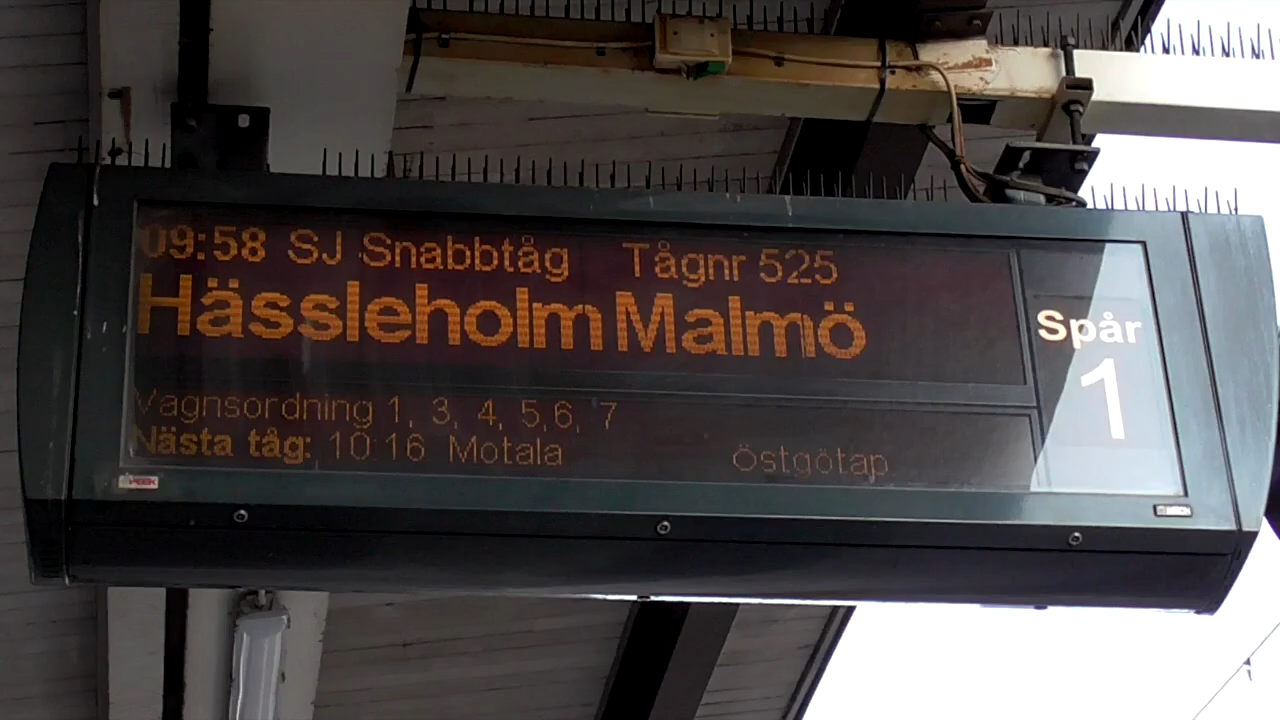 09:58 SJ Snabbtåg Tågnr 525
Hässleholm Malmö
Vagnsordning 1, 3, 4, 5,6, 7
Nästa tåg: 10:16 Motala Östgötap
Spår
1
PEEK